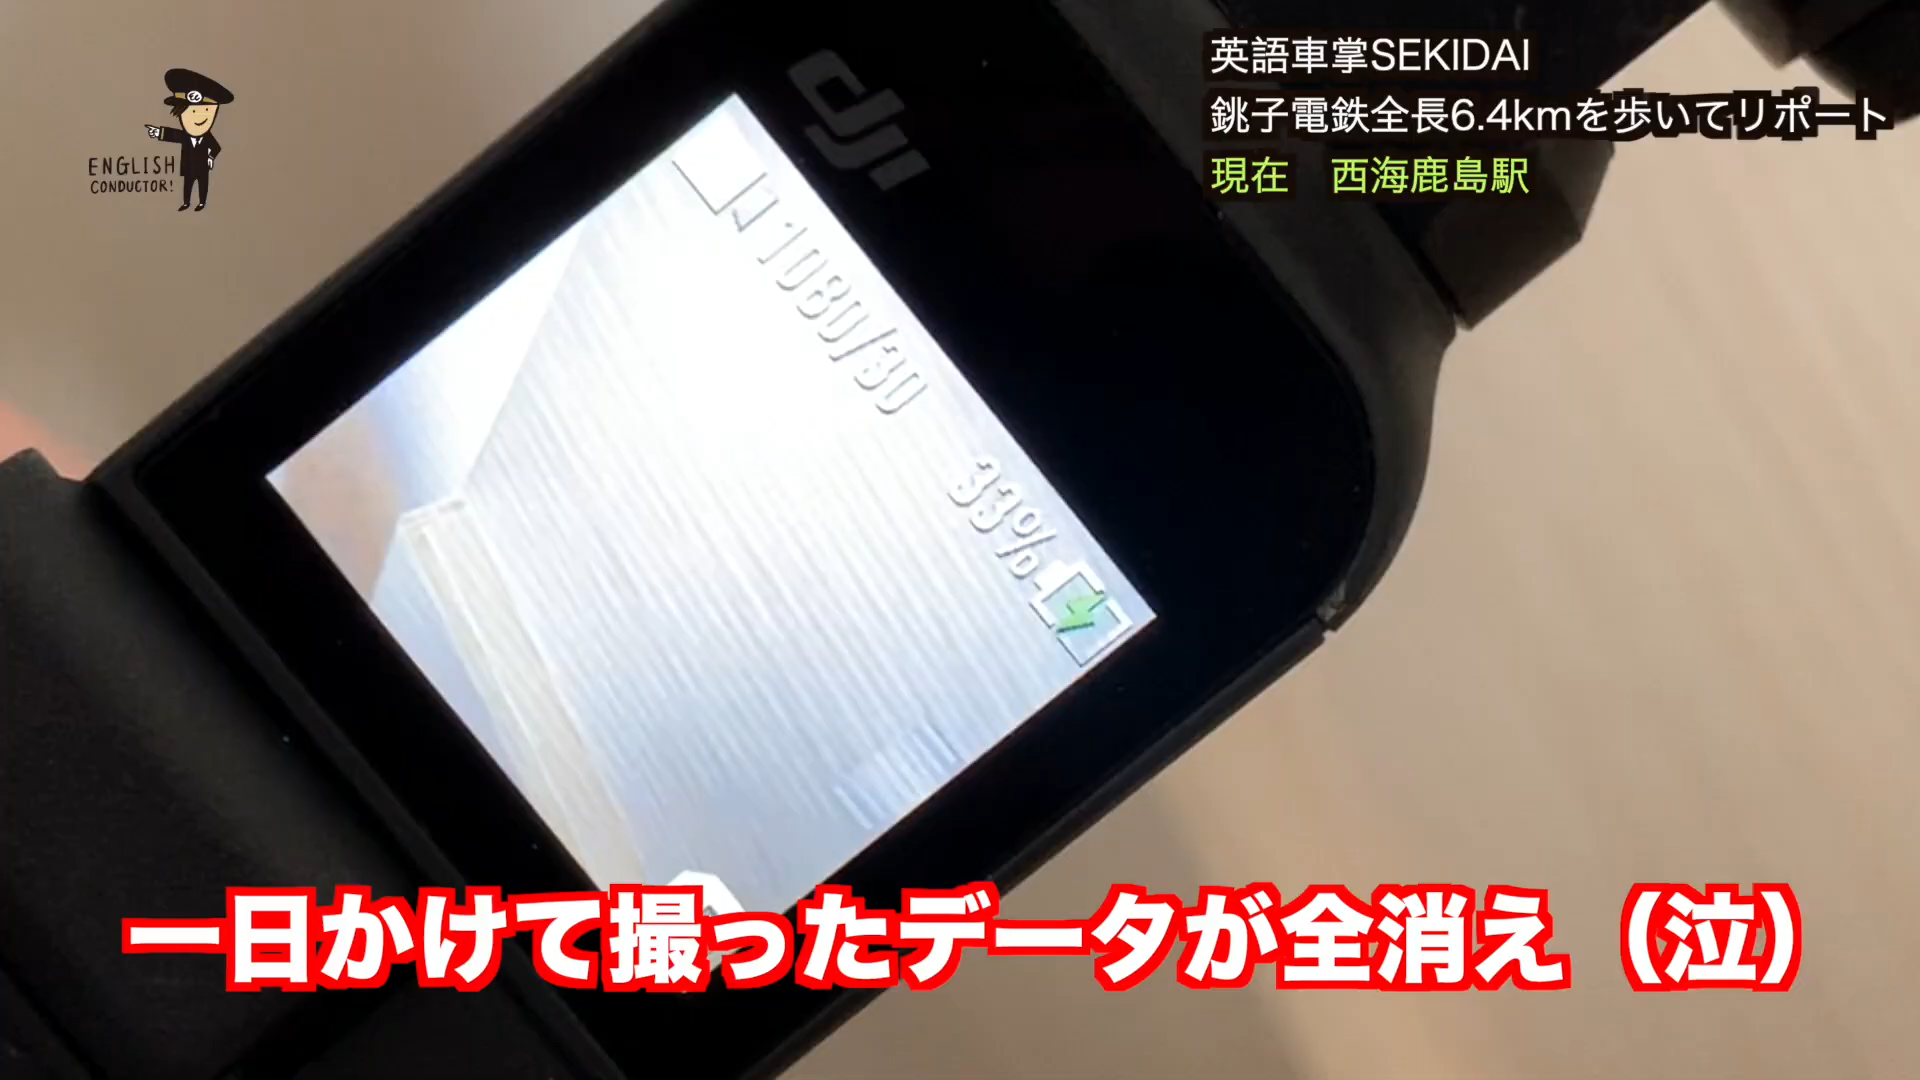 英語車掌SEKIDAI
銚子電鉄全長6.4kmを歩いてリポート
現在　西海鹿島駅
EL
ENGLISH
CONDUCTOR!
dji
1080/30
33%
一日かけて撮ったデータが全消え（泣）